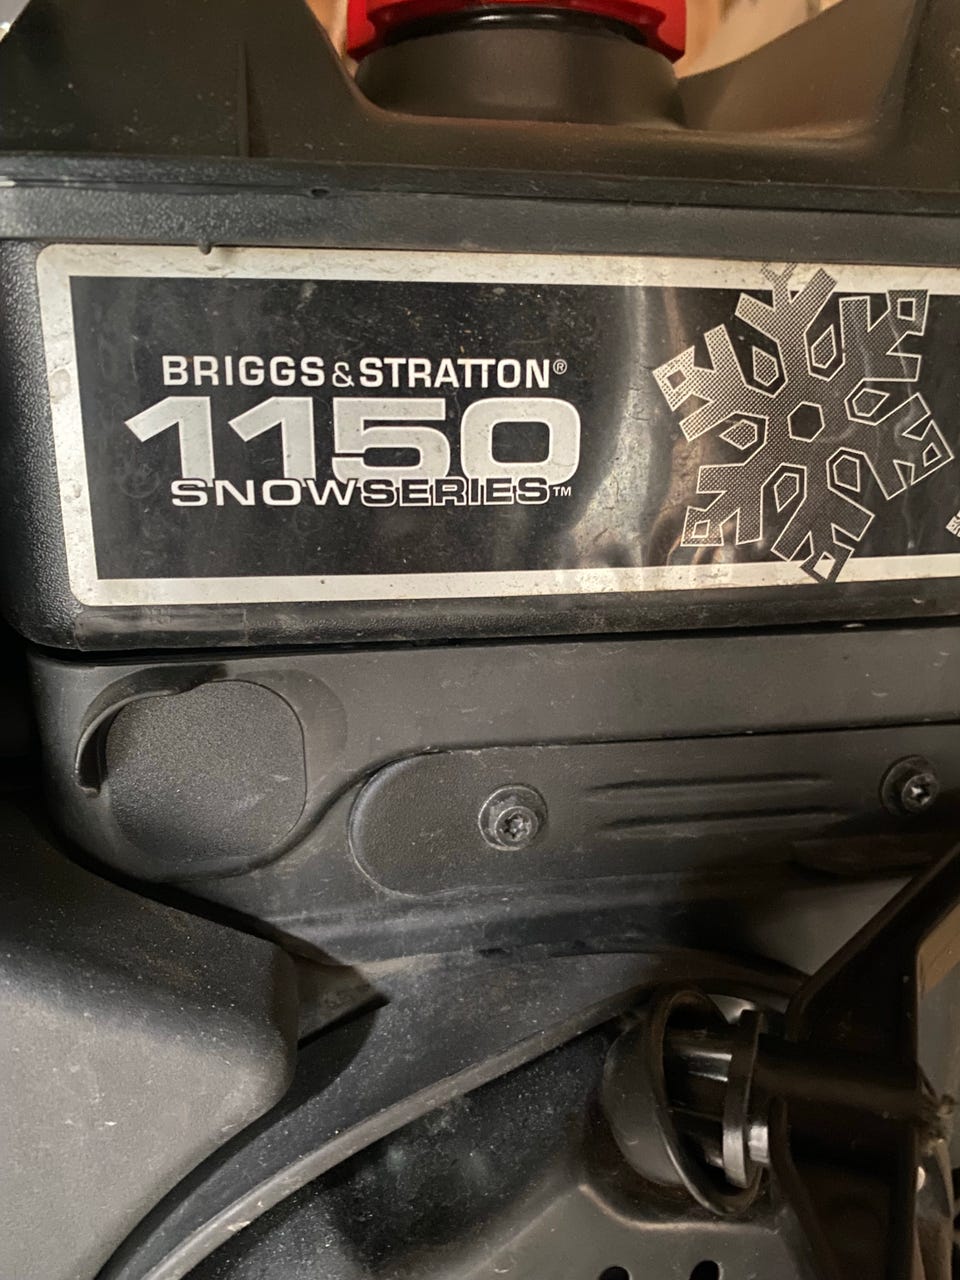 BRIGGS & STRATTON®
1150
SNOWSERIES™